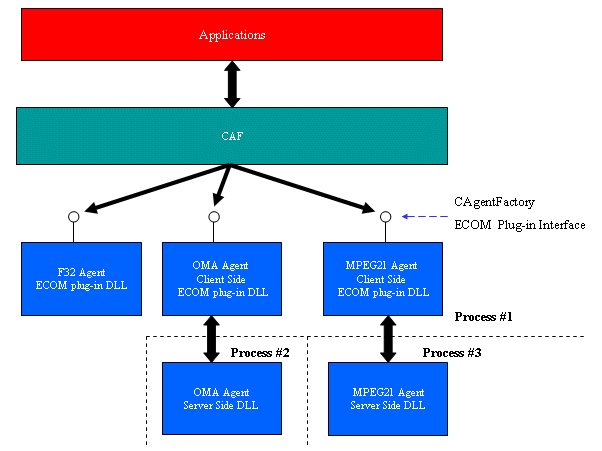 Applications
CAF
CAgentFactory
ECOM Plug-in Interface
F32 Agent
ECOM plug-in DLL
OMA Agent
Client Side
ECOM plug-in DLL
MPEG21 Agent
Client Side
ECOM plug-in DLL
Process #1
Process #2
Process #3
OMA Agent
Server Side DLL
MPEG21 Agent
Server Side DLL